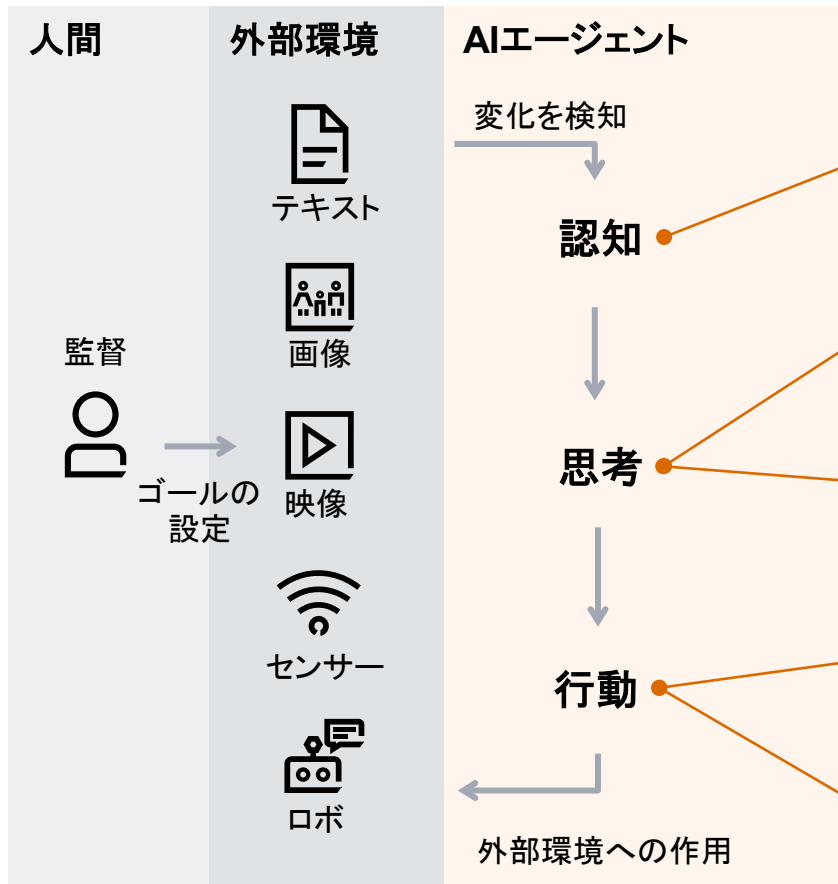 人間
外部環境
AIエージェント
変化を検知
テキスト
認知
画像
監督
思考
ゴールの
設定
映像
センサー
行動
ロボ
外部環境への作用